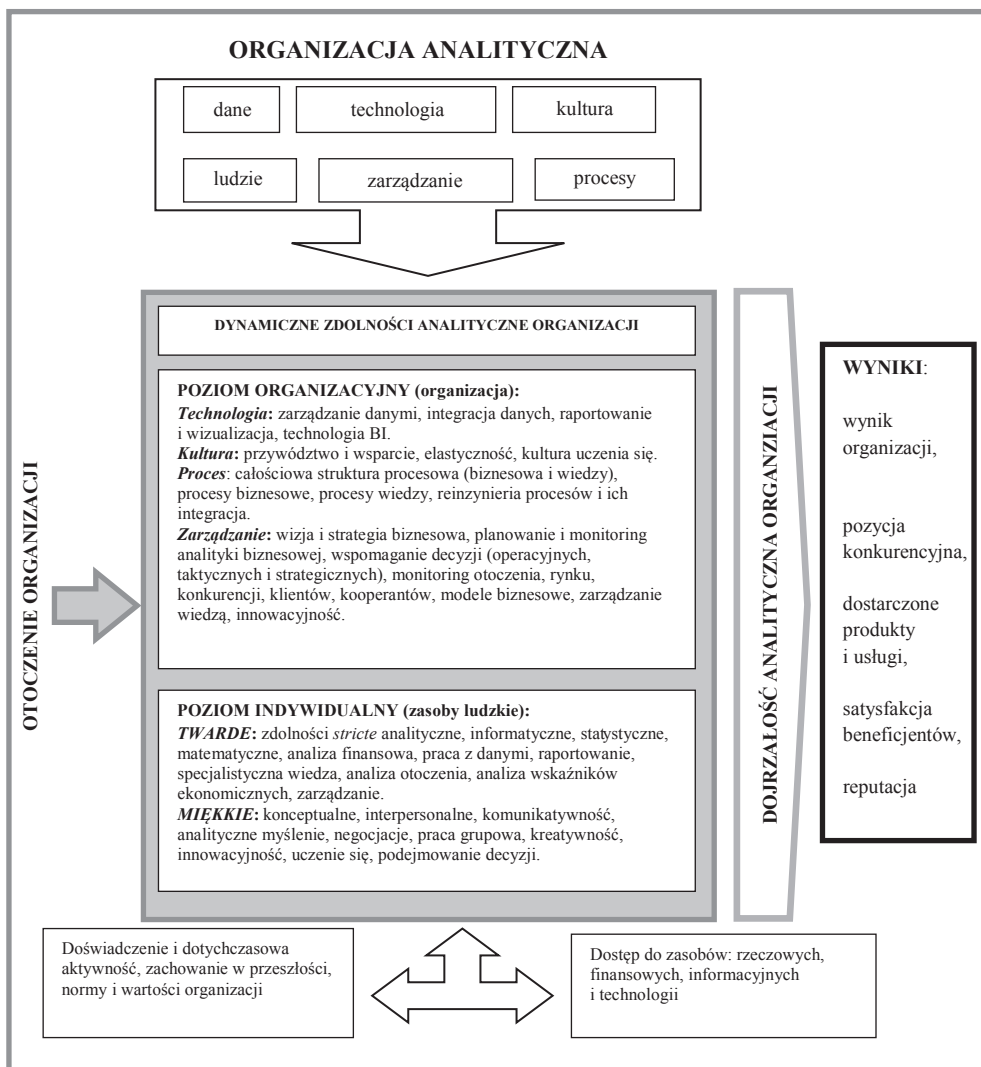 ORGANIZACJA ANALITYCZNA
dane
technologia
kultura
ludzie
zarządzanie
procesy
OTOCZENIE ORGANIZACJI
DYNAMICZNE ZDOLNOŚCI ANALITYCZNE ORGANIZACJI
POZIOM ORGANIZACYJNY (organizacja):
Technologia: zarządzanie danymi, integracja danych, raportowanie
i wizualizacja, technologia BI.
Kultura: przywództwo i wsparcie, elastyczność, kultura uczenia się.
Proces: całościowa struktura procesowa (biznesowa i wiedzy),
procesy biznesowe, procesy wiedzy, reinzynieria procesów i ich
integracja.
Zarządzanie: wizja i strategia biznesowa, planowanie i monitoring
analityki biznesowej, wspomaganie decyzji (operacyjnych,
taktycznych i strategicznych), monitoring otoczenia, rynku,
konkurencji, klientów, kooperantów, modele biznesowe, zarządzanie
wiedzą, innowacyjność.
POZIOM INDYWIDUALNY (zasoby ludzkie):
TWARDE: zdolności stricte analityczne, informatyczne, statystyczne,
matematyczne, analiza finansowa, praca z danymi, raportowanie,
specjalistyczna wiedza, analiza otoczenia, analiza wskaźników
ekonomicznych, zarządzanie.
MIĘKKIE: konceptualne, interpersonalne, komunikatywność,
analityczne myślenie, negocjacje, praca grupowa, kreatywność,
innowacyjność, uczenie się, podejmowanie decyzji.
DOJRZAŁOŚĆ ANALITYCZNA ORGANZIACJI
WYNIKI:
wynik
organizacji,
pozycja
konkurencyjna,
dostarczone
produkty
i usługi,
satysfakcja
beneficjentów,
reputacja
Doświadczenie i dotychczasowa
aktywność, zachowanie w przeszłości,
normy i wartości organizacji
Dostęp do zasobów: rzeczowych,
finansowych, informacyjnych
i technologii